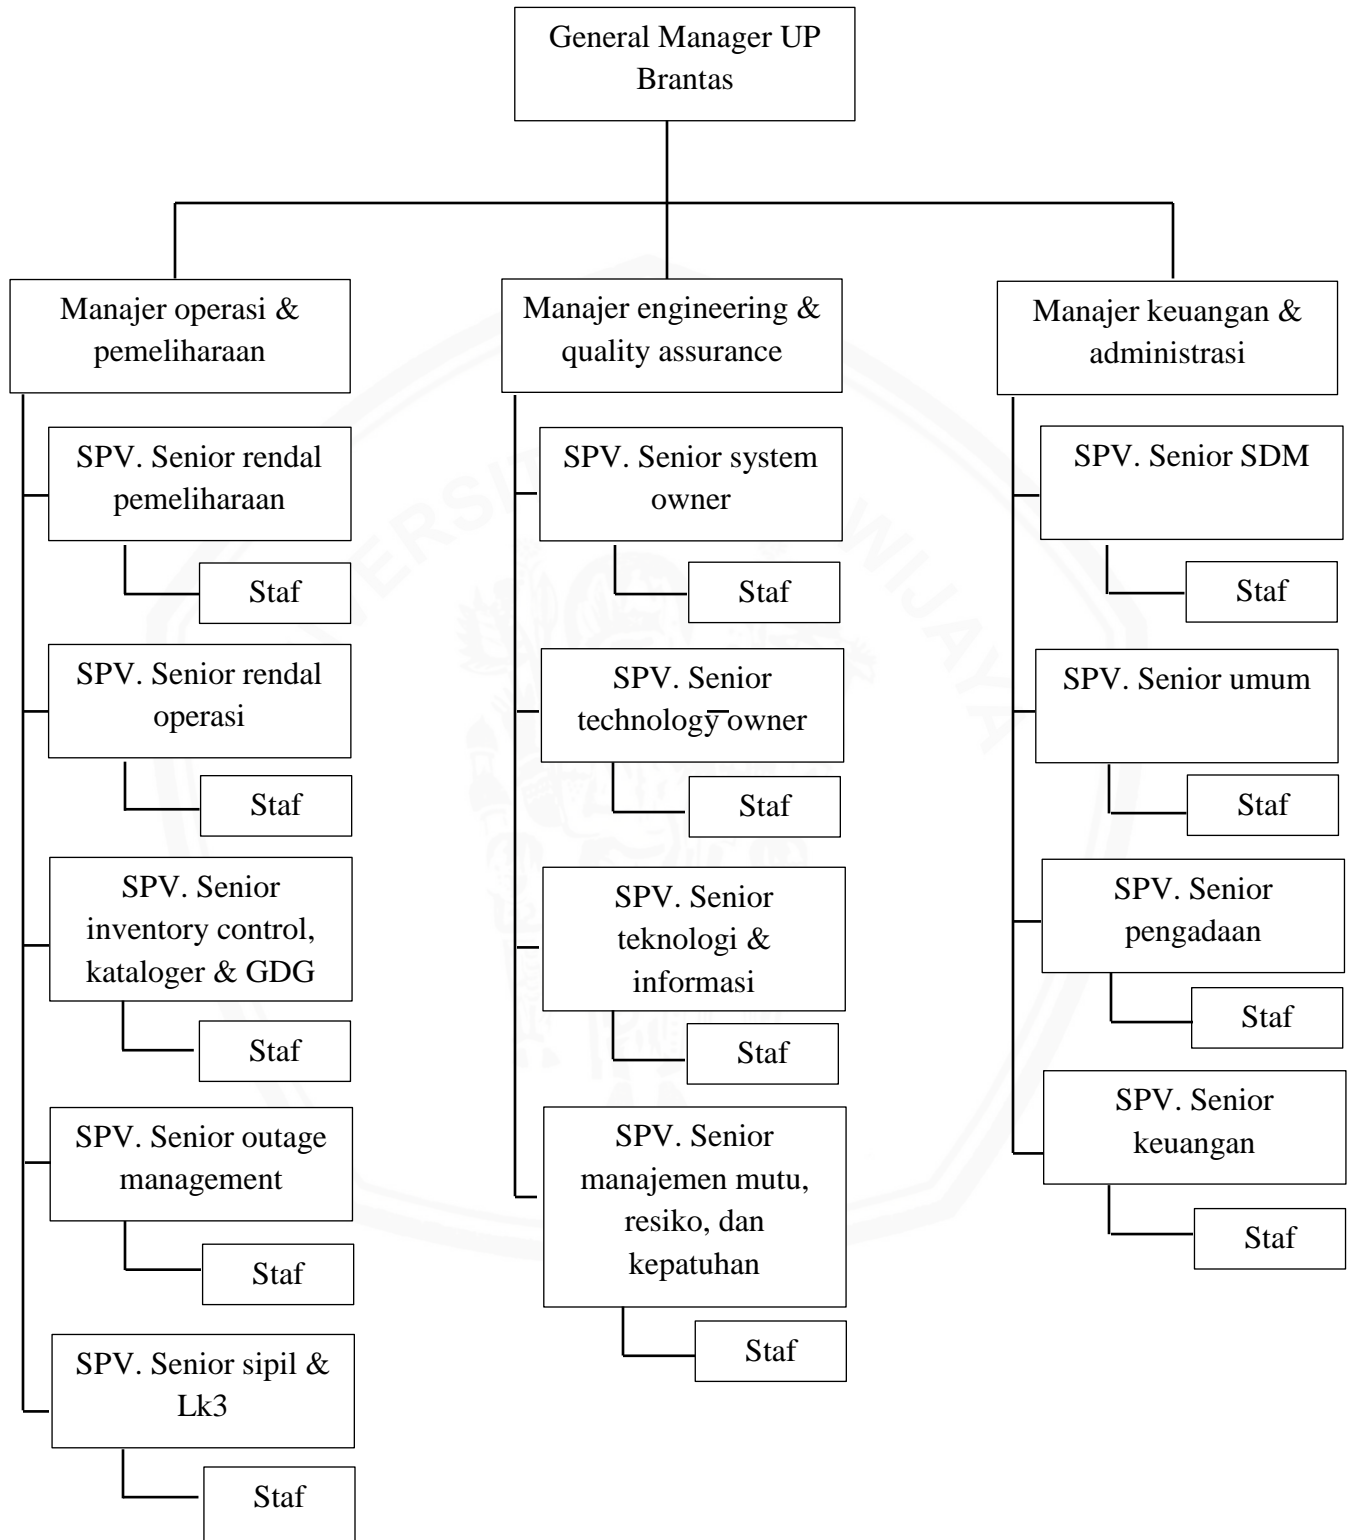 General Manager UP
Brantas
Manajer operasi &
pemeliharaan
SPV. Senior rendal
pemeliharaan
Staf
SPV. Senior rendal
operasi
Staf
SPV. Senior
inventory control,
kataloger & GDG
Staf
SPV. Senior outage
management
Staf
SPV. Senior sipil &
Lk3
Staf
Manajer engineering &
quality assurance
SPV. Senior system
owner
Staf
SPV. Senior
technology owner
Staf
SPV. Senior
teknologi &
informasi
Staf
SPV. Senior
manajemen mutu,
resiko, dan
kepatuhan
Staf
Manajer keuangan &
administrasi
SPV. Senior SDM
Staf
SPV. Senior umum
Staf
SPV. Senior
pengadaan
Staf
SPV. Senior
keuangan
Staf